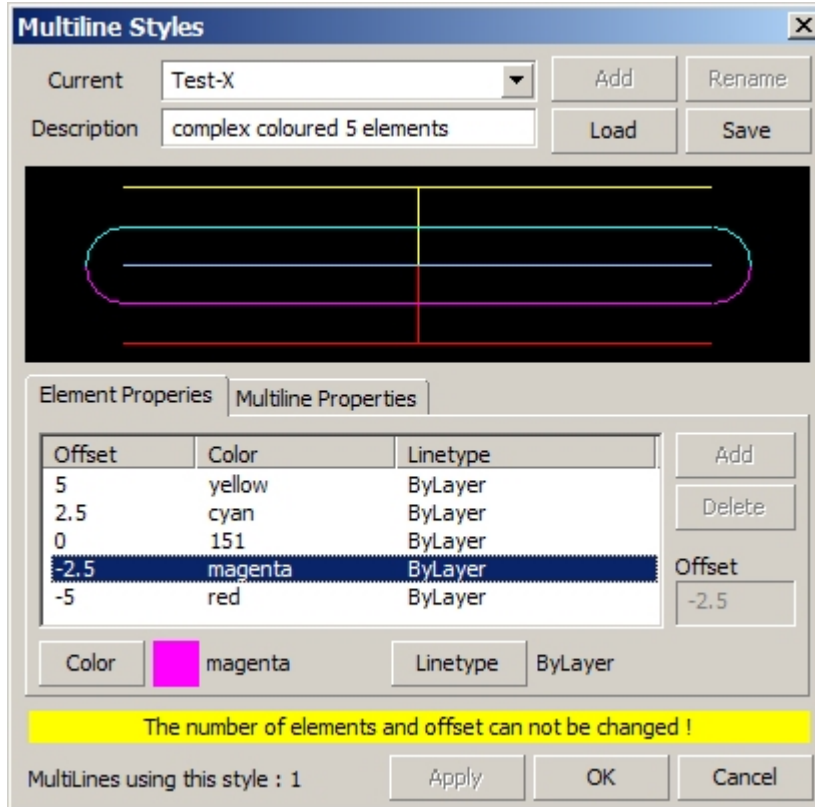 Multiline Styles
Current Test-X Add Rename
Description complex coloured 5 elements Load Save
Element Properies Multiline Properties
Offset Color Linetype Add
5 yellow ByLayer
2.5 cyan ByLayer Delete
0 151 ByLayer
-2.5 magenta ByLayer Offset
-5 red ByLayer -2.5
Color magenta Linetype ByLayer
The number of elements and offset can not be changed !
MultiLines using this style : 1 Apply OK Cancel